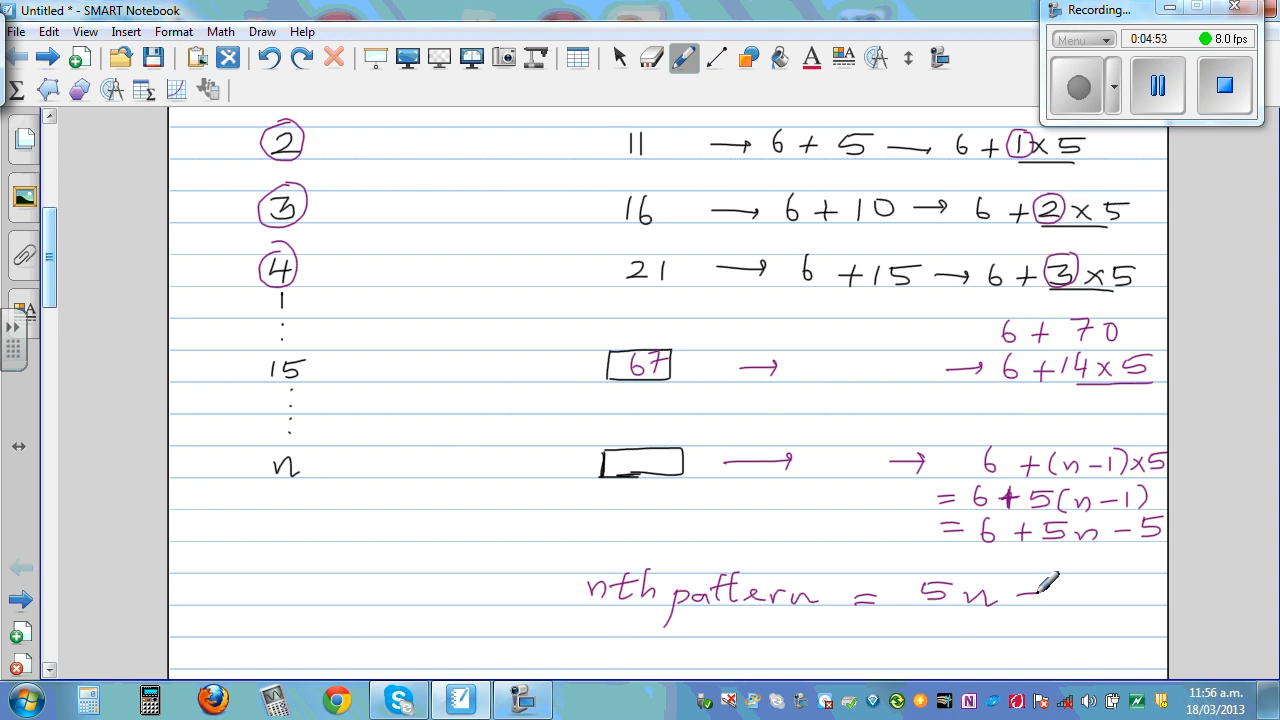 Untitled * - SMART Notebook
Recording...
File Edit View Insert Format Math Draw Help
Menu 0:04:53 8.0 fps
2 11 → 6 + 5 → 6 + 1 × 5
3 16 → 6 + 10 → 6 + 2 × 5
4 21 → 6 + 15 → 6 + 3 × 5
6 + 70
15 67 → → 6 + 14 × 5
n → → 6 + (n - 1) × 5
= 6 + 5(n - 1)
= 6 + 5n - 5
nth pattern = 5n -
11:56 a.m.
18/03/2013